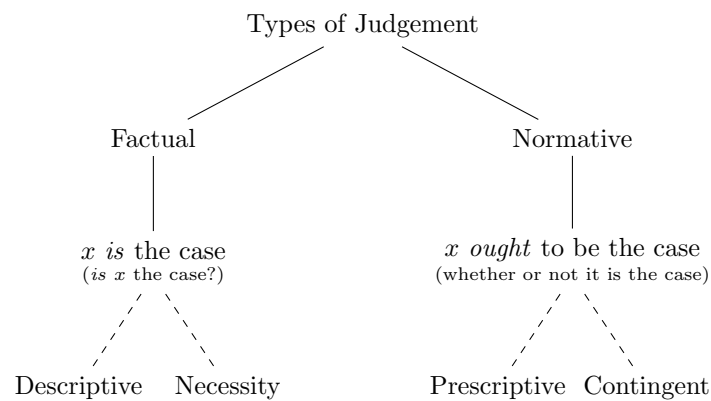 Types of Judgement
Factual
Normative
x is the case
(is x the case?)
x ought to be the case
(whether or not it is the case)
Descriptive
Necessity
Prescriptive
Contingent